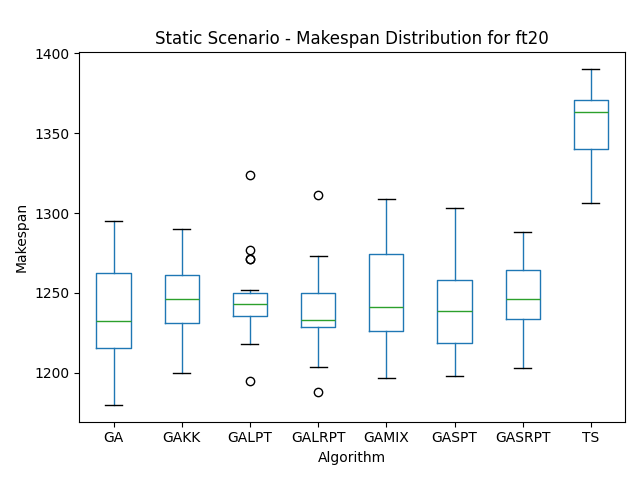 Static Scenario - Makespan Distribution for ft20
1400
1350
1300
1250
1200
Makespan
GA GAKK GALPT GALRPT GAMIX GASPT GASRPT TS
Algorithm